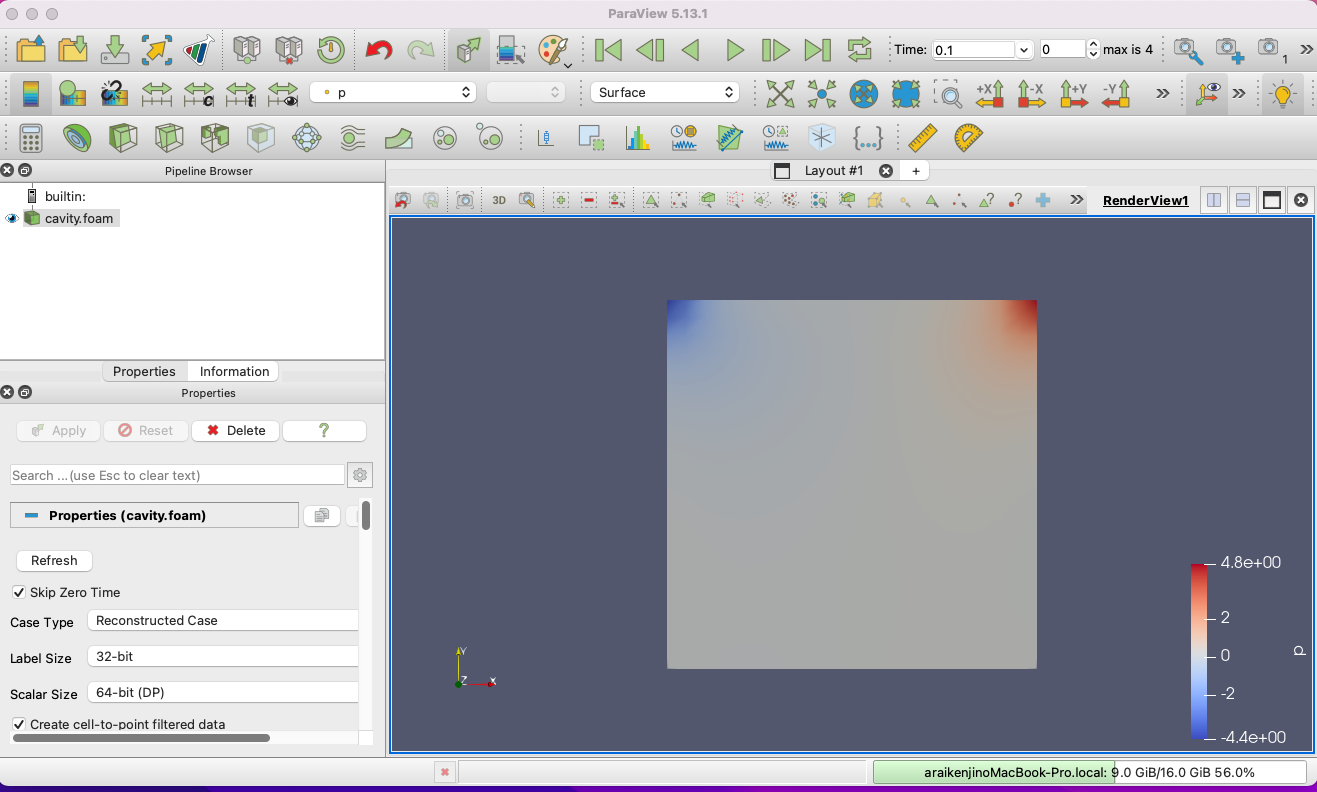 ParaView 5.13.1
Time: 0.1 0 max is 4
1
c t p Surface +X -X +Y -Y
Pipeline Browser
Layout #1 +
builtin:
cavity.foam
3D RenderView1
Properties Information
Properties
Apply Reset Delete ?
Search ... (use Esc to clear text)
Properties (cavity.foam)
Refresh
Skip Zero Time
Case Type Reconstructed Case
Label Size 32-bit
Scalar Size 64-bit (DP)
Create cell-to-point filtered data
Y
Z X
4.8e+00
2
0
p
-2
-4.4e+00
araikenjinoMacBook-Pro.local: 9.0 GiB/16.0 GiB 56.0%